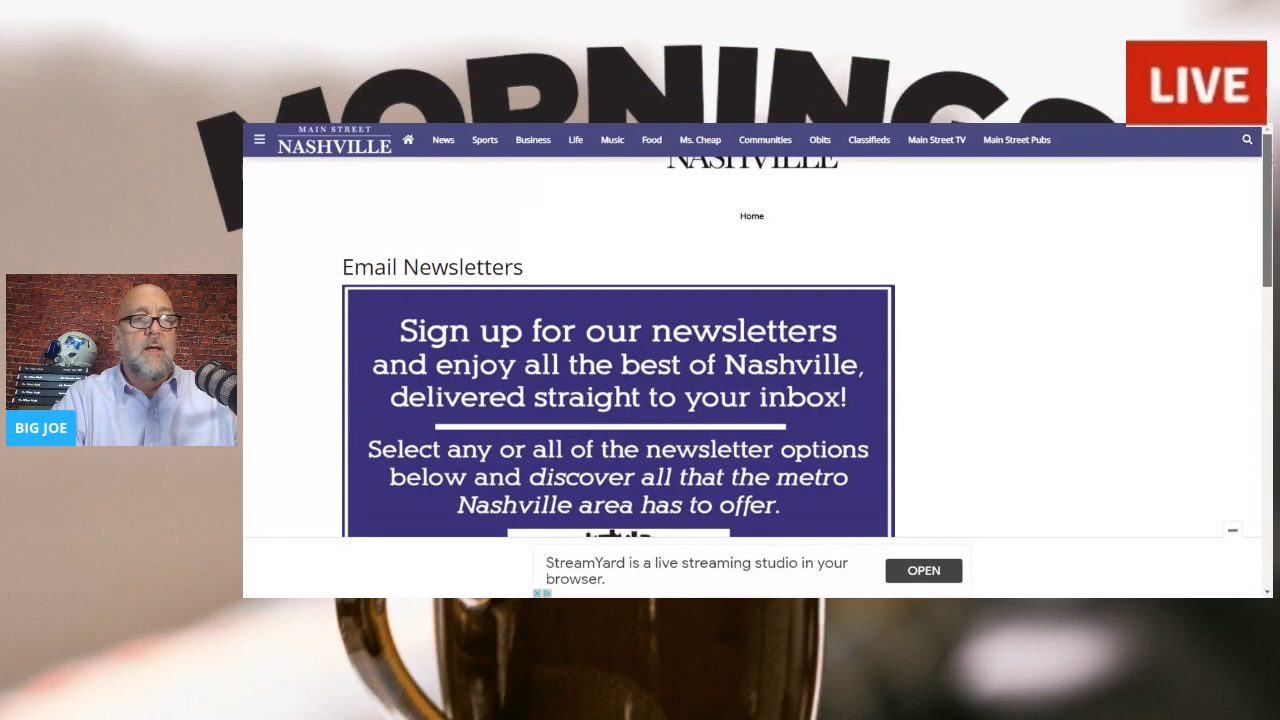 MORNINGS
LIVE
MAIN STREET
NASHVILLE
News Sports Business Life Music Food Ms. Cheap Communities Obits Classifieds Main Street TV Main Street Pubs
NASHVILLE
Home
Email Newsletters
Sign up for our newsletters
and enjoy all the best of Nashville,
delivered straight to your inbox!
Select any or all of the newsletter options
below and discover all that the metro
Nashville area has to offer.
BIG JOE
StreamYard is a live streaming studio in your
browser.
OPEN